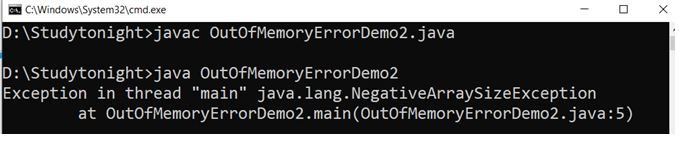 C:\Windows\System32\cmd.exe
D:\Studytonight>javac OutOfMemoryErrorDemo2.java
D:\Studytonight>java OutOfMemoryErrorDemo2
Exception in thread "main" java.lang.NegativeArraySizeException
at OutOfMemoryErrorDemo2.main(OutOfMemoryErrorDemo2.java:5)